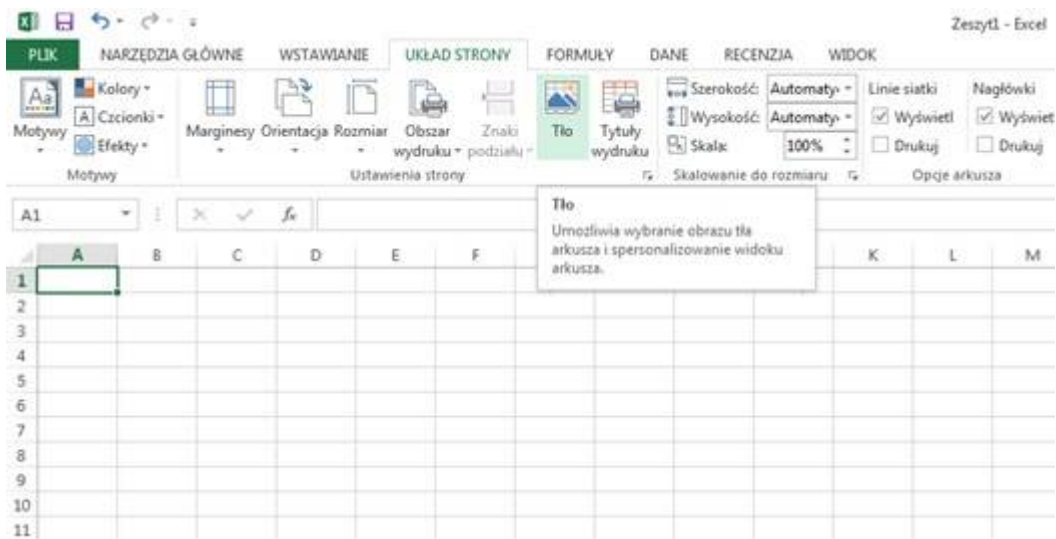 Zeszyt1 - Excel
PLIK NARZĘDZIA GŁÓWNE WSTAWIANIE UKŁAD STRONY FORMUŁY DANE RECENZJA WIDOK
Aa Motywy
Kolory
A Czcionki
Efekty
Motywy
Marginesy Orientacja Rozmiar Obszar wydruku Znaki podziału Tło Tytuły wydruku
Ustawienia strony
Szerokość: Automaty
Wysokość: Automaty
Skala: 100%
Skalowanie do rozmiaru
Linie siatki
Wyświetl
Drukuj
Nagłówki
Wyświetl
Drukuj
Opcje arkusza
A1 fx
Tło
Umożliwia wybranie obrazu tła
arkusza i spersonalizowanie widoku
arkusza.
A B C D E F K L M
1
2
3
4
5
6
7
8
9
10
11